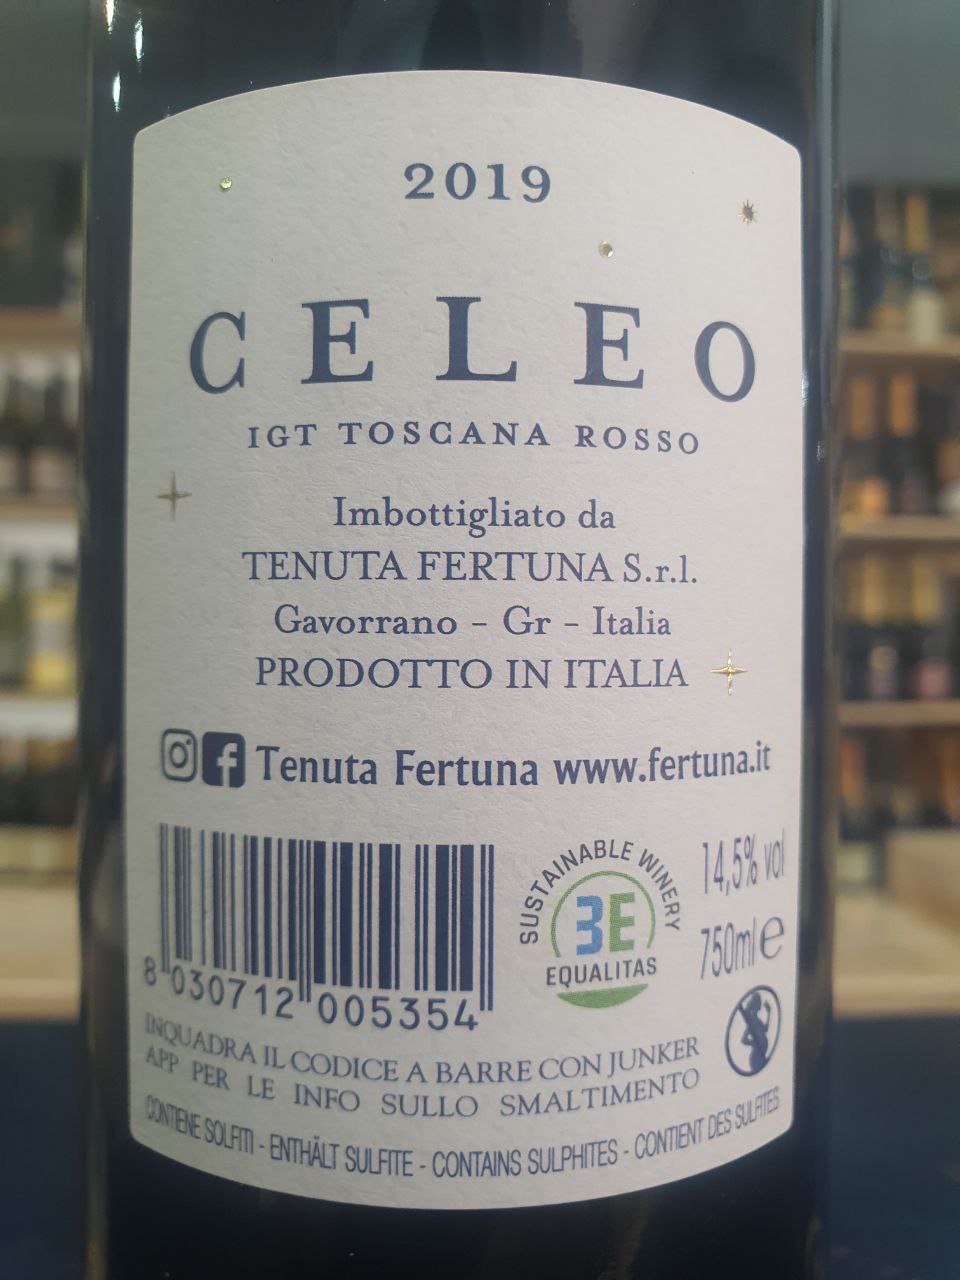 2019
CELEO
IGT TOSCANA ROSSO
Imbottigliato da
TENUTA FERTUNA S.r.l.
Gavorrano - Gr - Italia
PRODOTTO IN ITALIA
Tenuta Fertuna www.fertuna.it
SUSTAINABLE WINERY
3E
EQUALITAS
14,5% vol
750ml e
8 030712 005354
INQUADRA IL CODICE A BARRE CON JUNKER
APP PER LE INFO SULLO SMALTIMENTO
CONTIENE SOLFITI - ENTHÄLT SULFITE - CONTAINS SULPHITES - CONTIENT DES SULFITES